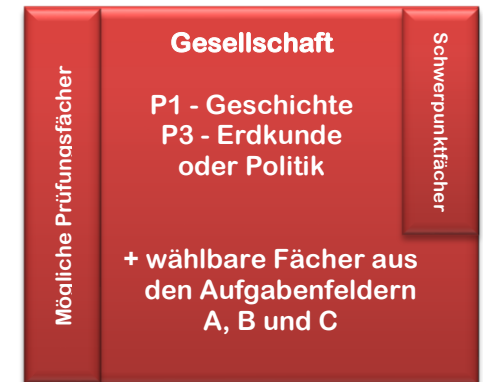 Mögliche Prüfungsfächer
Gesellschaft
P1 - Geschichte
P3 - Erdkunde
oder Politik
+ wählbare Fächer aus
den Aufgabenfeldern
A, B und C
Schwerpunktfächer